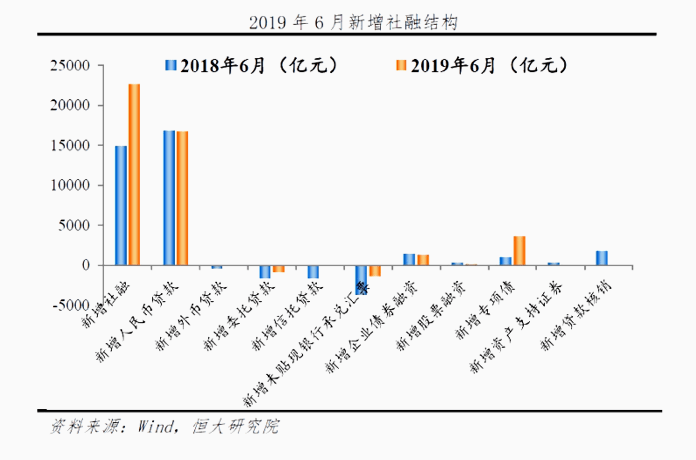 2019 年 6 月新增社融结构
2018年6月（亿元）
2019年6月（亿元）
25000
20000
15000
10000
5000
0
-5000
新增社融
新增人民币贷款
新增外币贷款
新增委托贷款
新增信托贷款
新增未贴现银行承兑汇票
新增企业债券融资
新增股票融资
新增专项债
新增资产支持证券
新增贷款核销
资料来源：Wind，恒大研究院